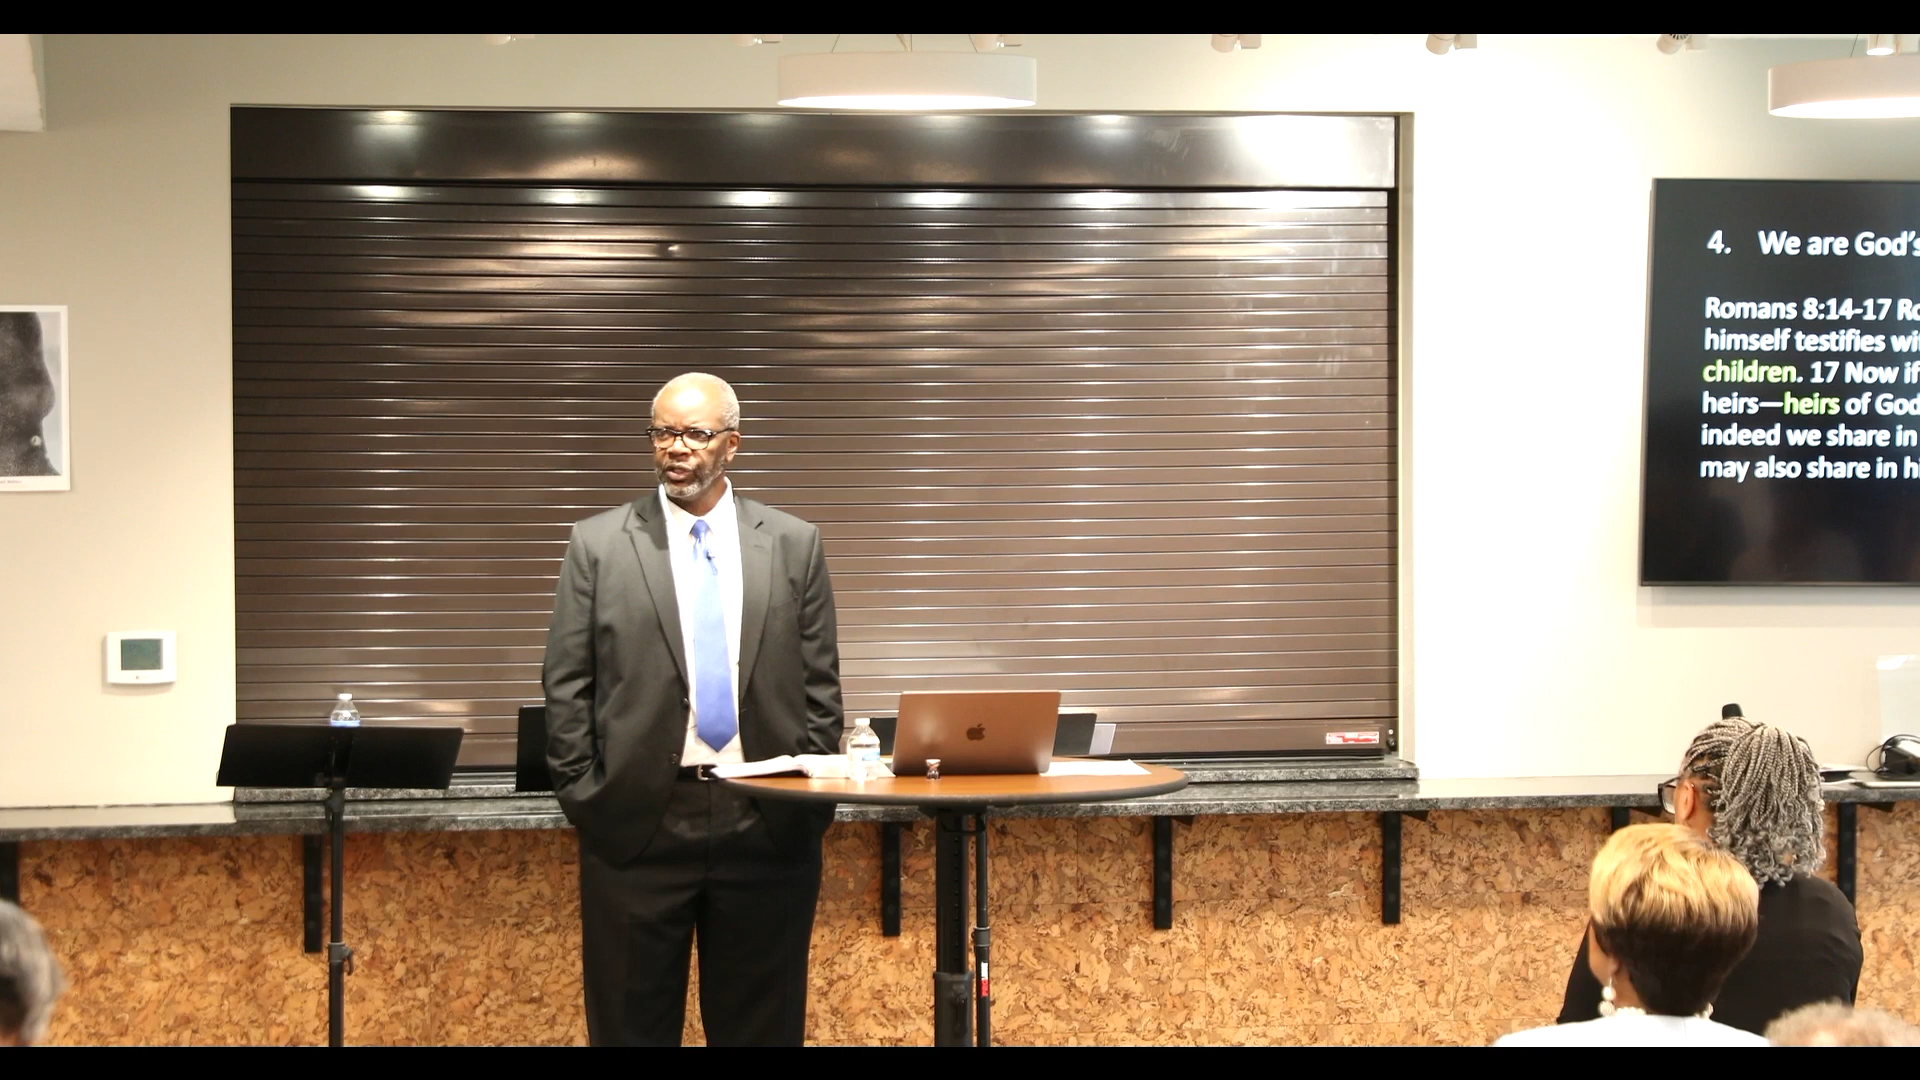 4. We are God's
Romans 8:14-17 Ro
himself testifies wi
children. 17 Now if
heirs—heirs of God
indeed we share in
may also share in hi